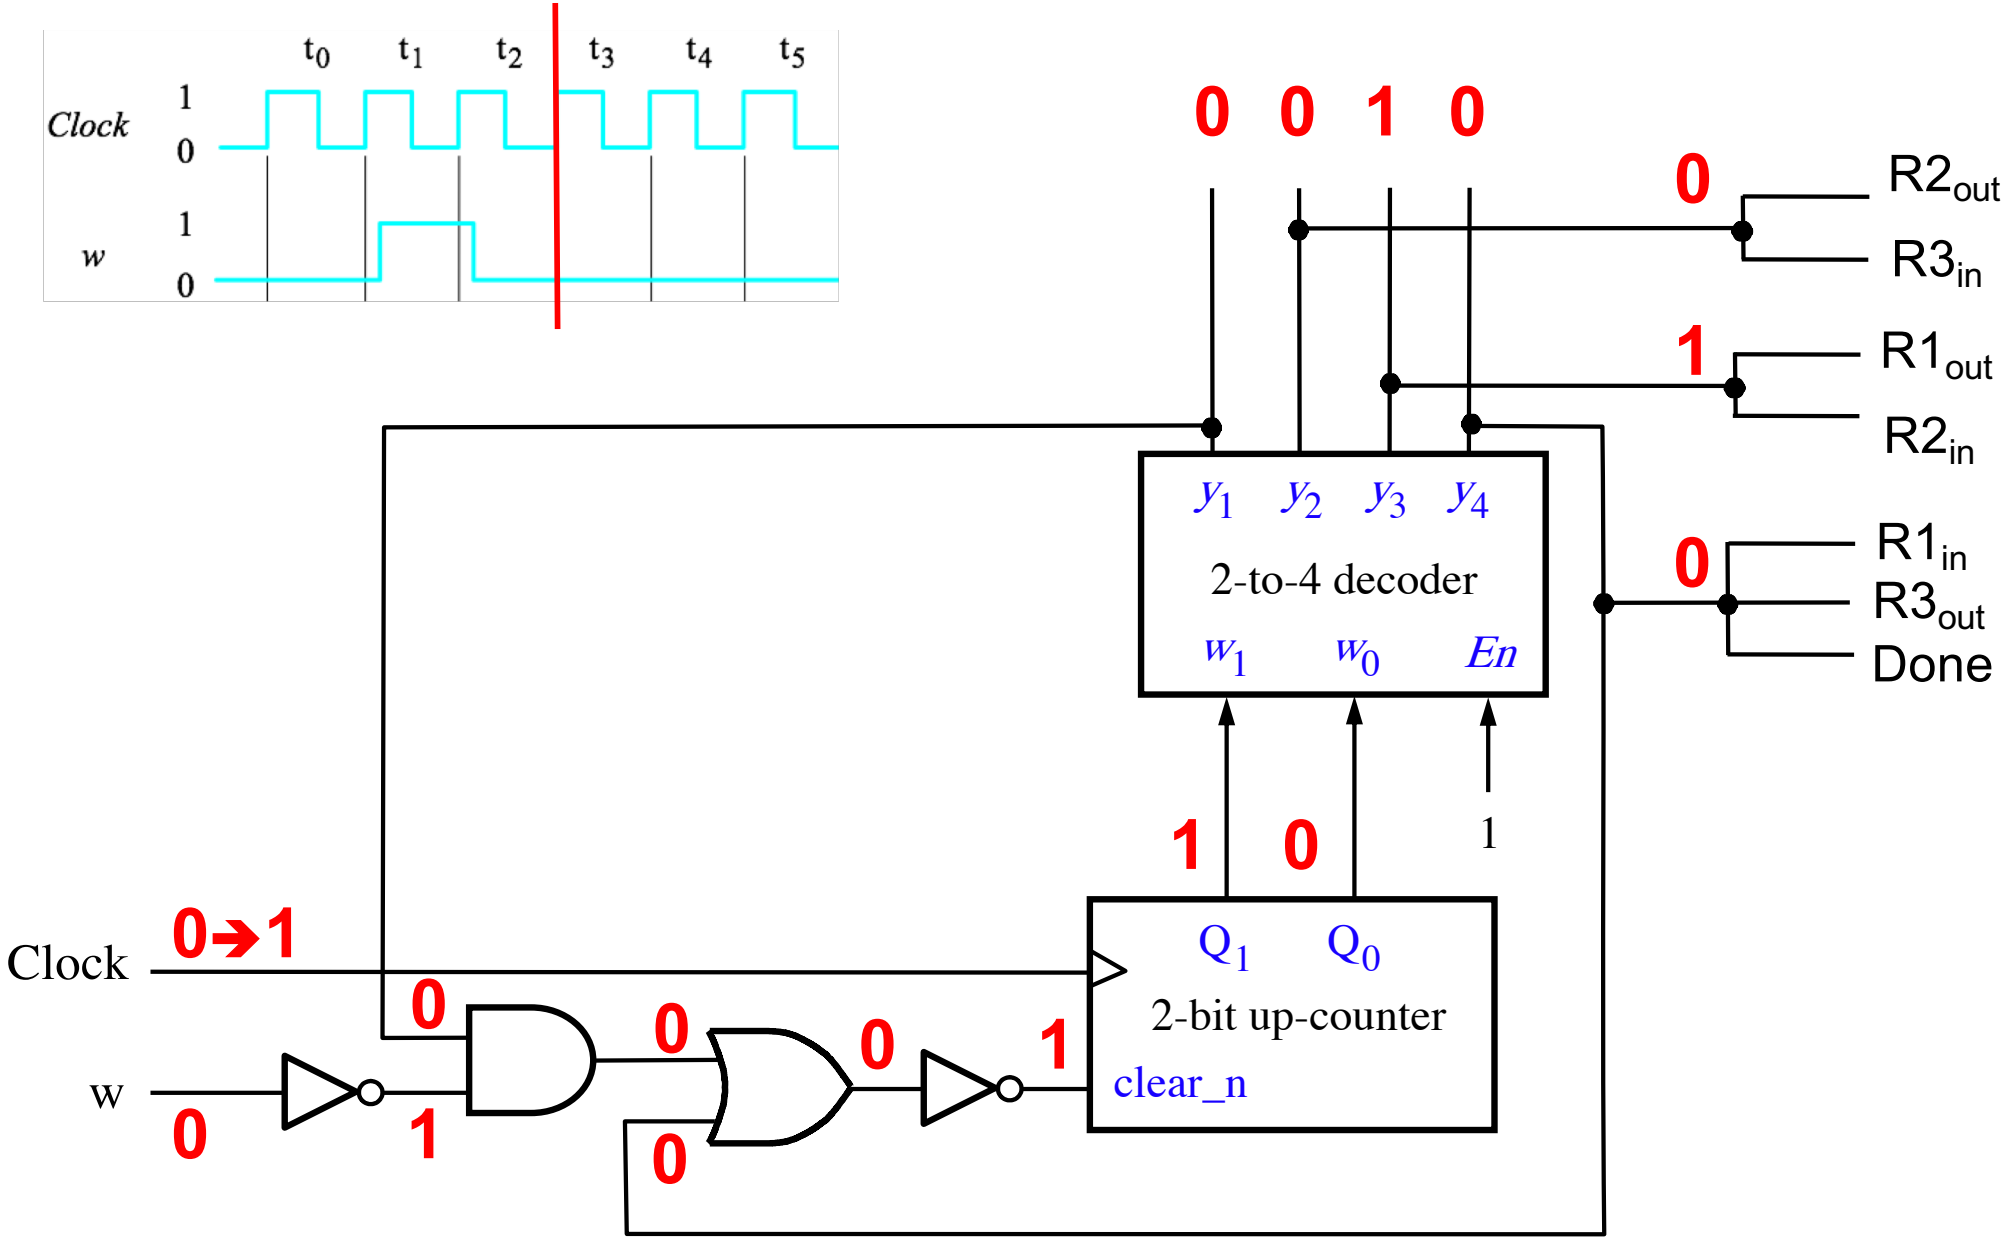 t0 t1 t2 t3 t4 t5
Clock 1
0
w 1
0
0 0 1 0
0 R2out
R3in
1 R1out
R2in
y1 y2 y3 y4
2-to-4 decoder
w1 w0 En
0 R1in
R3out
Done
1 0 1
Clock 0➔1
Q1 Q0
2-bit up-counter
clear_n
0 0 0 1
w 0 1 0